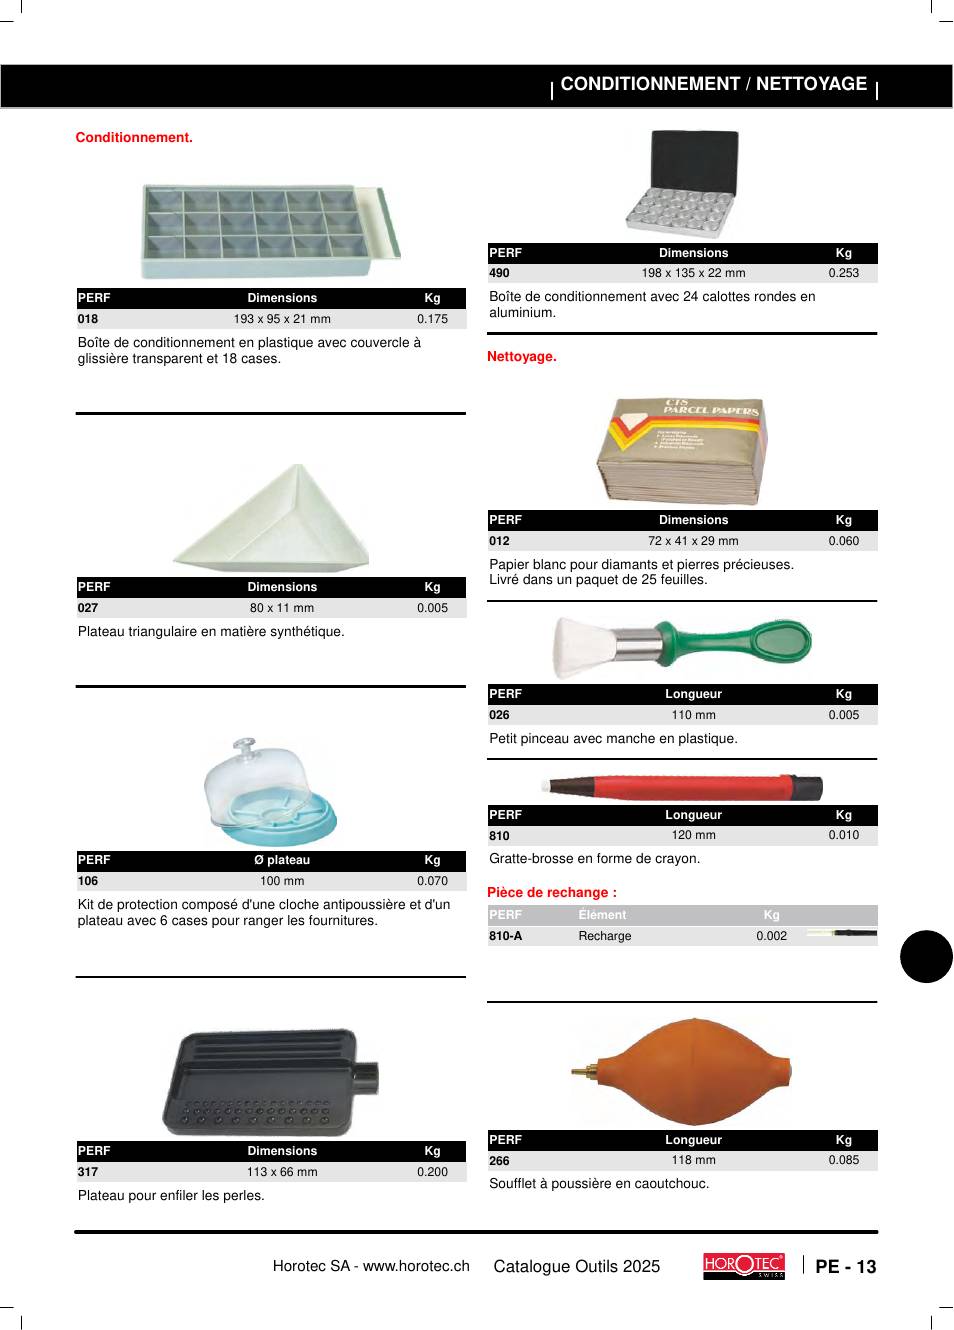 CONDITIONNEMENT / NETTOYAGE
Conditionnement.
PERF Dimensions Kg
018 193 x 95 x 21 mm 0.175
Boîte de conditionnement en plastique avec couvercle à
glissière transparent et 18 cases.
PERF Dimensions Kg
027 80 x 11 mm 0.005
Plateau triangulaire en matière synthétique.
PERF Ø plateau Kg
106 100 mm 0.070
Kit de protection composé d'une cloche antipoussière et d'un
plateau avec 6 cases pour ranger les fournitures.
PERF Dimensions Kg
317 113 x 66 mm 0.200
Plateau pour enfiler les perles.
PERF Dimensions Kg
490 198 x 135 x 22 mm 0.253
Boîte de conditionnement avec 24 calottes rondes en
aluminium.
Nettoyage.
CTS
PARCEL PAPERS
PERF Dimensions Kg
012 72 x 41 x 29 mm 0.060
Papier blanc pour diamants et pierres précieuses.
Livré dans un paquet de 25 feuilles.
PERF Longueur Kg
026 110 mm 0.005
Petit pinceau avec manche en plastique.
PERF Longueur Kg
810 120 mm 0.010
Gratte-brosse en forme de crayon.
Pièce de rechange :
PERF Élément Kg
810-A Recharge 0.002
PERF Longueur Kg
266 118 mm 0.085
Soufflet à poussière en caoutchouc.
Horotec SA - www.horotec.ch Catalogue Outils 2025 HOROTEC SWISS PE - 13